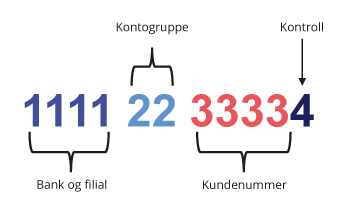 Kontogruppe
Kontroll
1111 22 33334
Bank og filial
Kundenummer